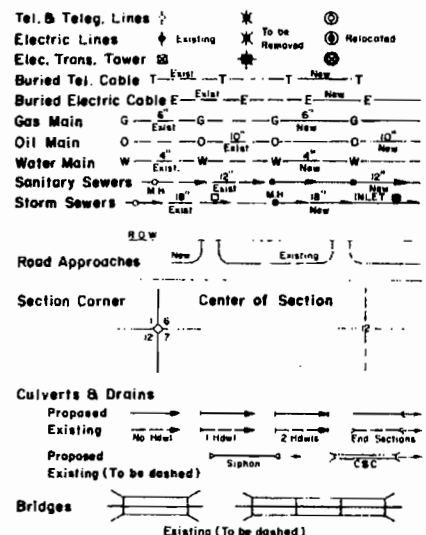 Tel. & Teleg. Lines
Electric Lines Existing To be Removed Relocated
Elec. Trans. Tower
Buried Tel. Cable T Exist T T T New
Buried Electric Cable E Exist E E New E
Gas Main G 6" Exist G G 6" New G
Oil Main O O 10" Exist O O 10" New
Water Main W 4" Exist. W W 4" New W
Sanitary Sewers M.H 12" Exist 12" New
Storm Sewers 18" Exist M.H 18" New INLET
R.O.W
Road Approaches New Existing
Section Corner Center of Section
1 6
12 7 12
Culverts & Drains
Proposed
Existing No Hdwl 1 Hdwl 2 Hdwls End Sections
Proposed Siphon CSC
Existing (To be dashed)
Bridges
Existing (To be dashed)